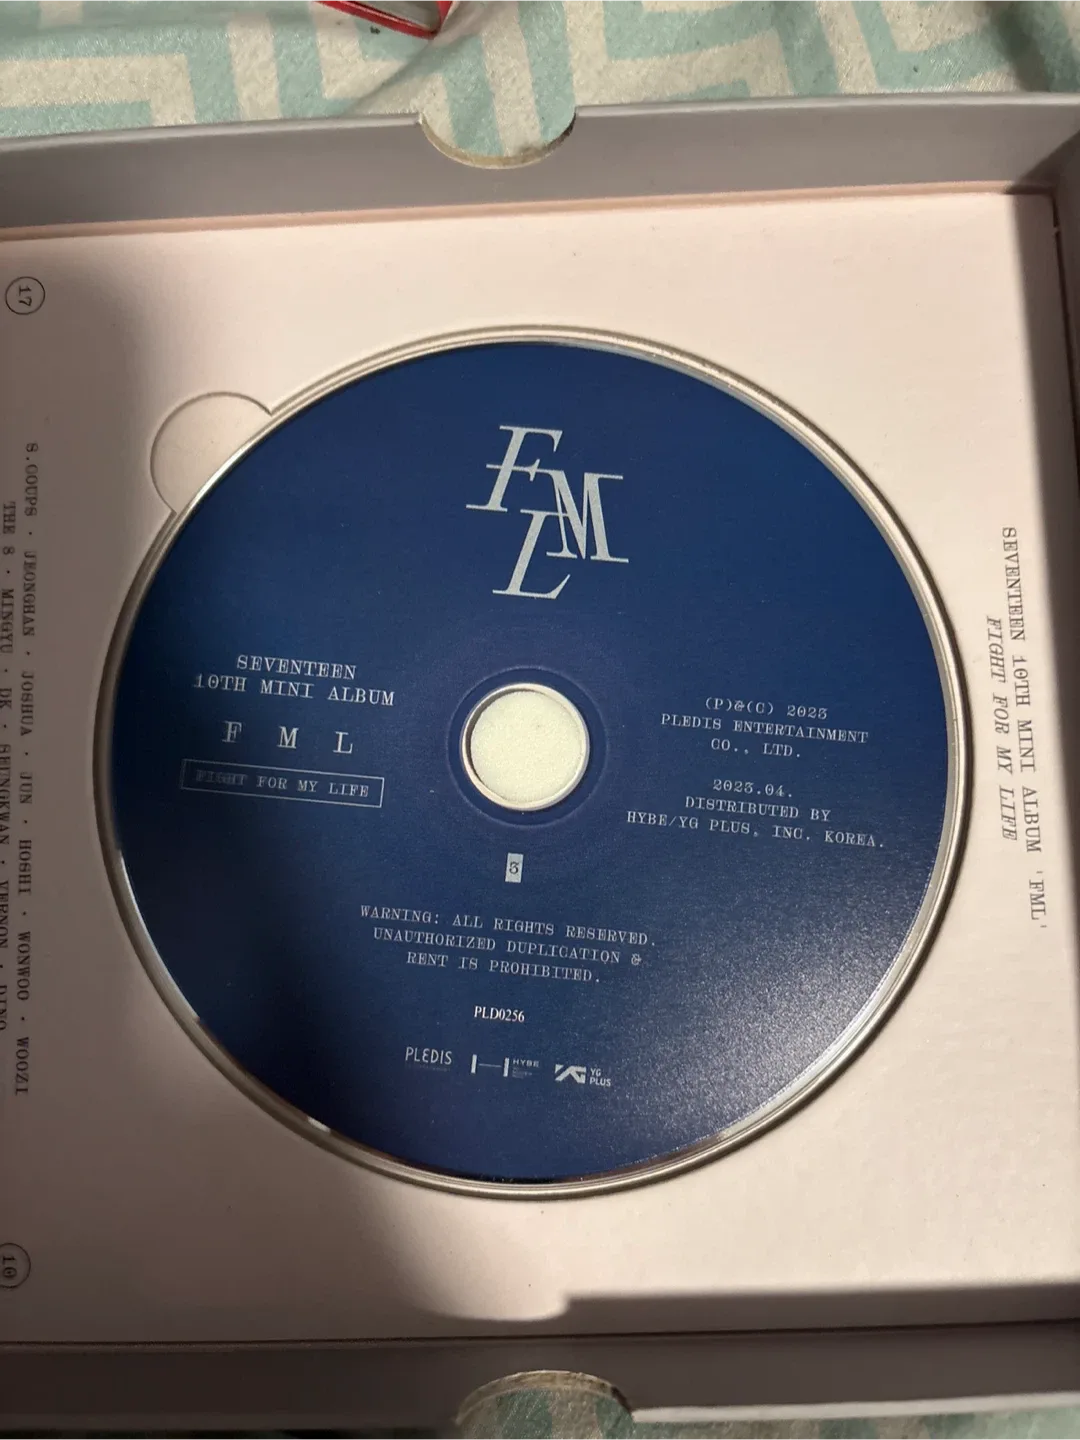 17
S.COUPS · JEONGHAN · JOSHUA · JUN · HOSHI · WONWOO · WOOZI
THE 8 · MINGYU · DK · SEUNGKWAN · VERNON · DINO
10
F
M
L
SEVENTEEN
10TH MINI ALBUM
F M L
FIGHT FOR MY LIFE
(P)&(C) 2023
PLEDIS ENTERTAINMENT
CO., LTD.
2023.04.
DISTRIBUTED BY
HYBE/YG PLUS, INC. KOREA.
3
WARNING: ALL RIGHTS RESERVED.
UNAUTHORIZED DUPLICATION &
RENT IS PROHIBITED.
PLD0256
PLEDIS
HYBE
YG
PLUS
SEVENTEEN 10TH MINI ALBUM 'FML'
FIGHT FOR MY LIFE